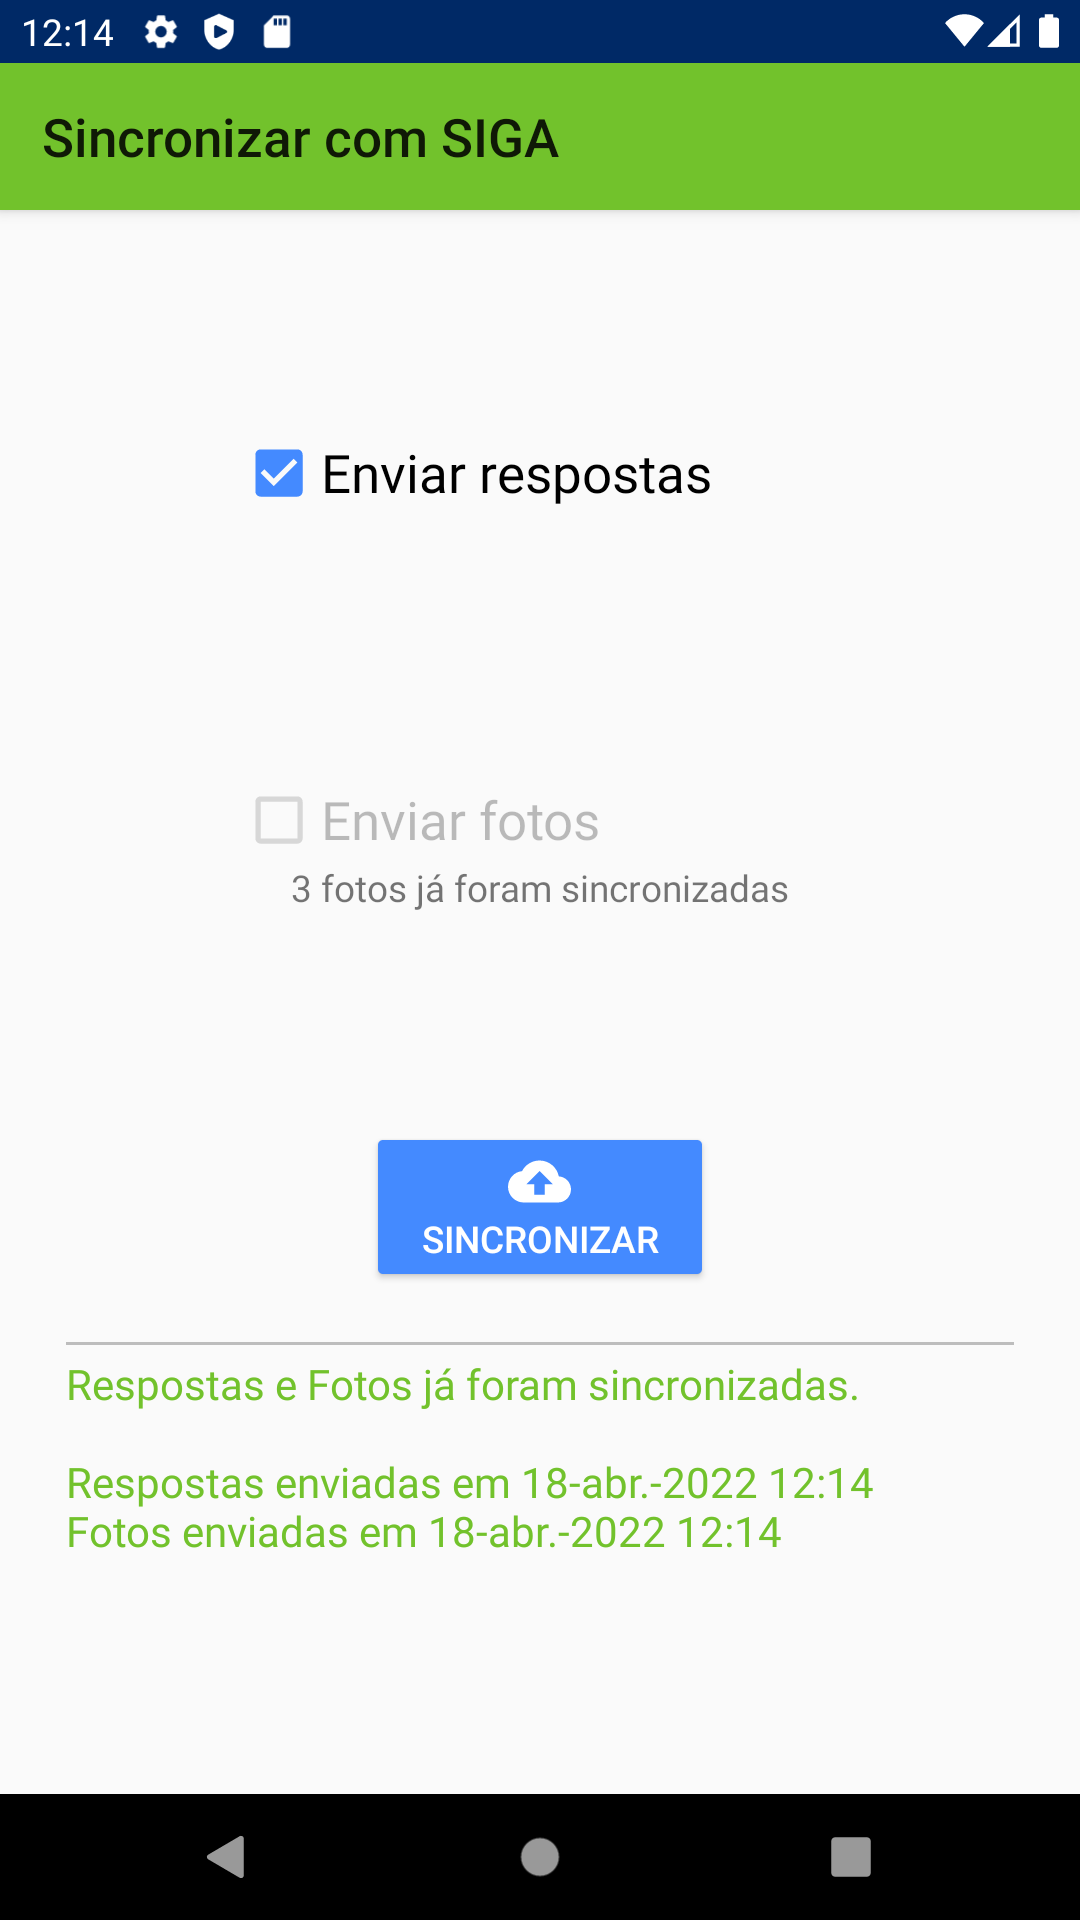 12:14
Sincronizar com SIGA
Enviar respostas
Enviar fotos
3 fotos já foram sincronizadas
SINCRONIZAR
Respostas e Fotos já foram sincronizadas.
Respostas enviadas em 18-abr.-2022 12:14
Fotos enviadas em 18-abr.-2022 12:14